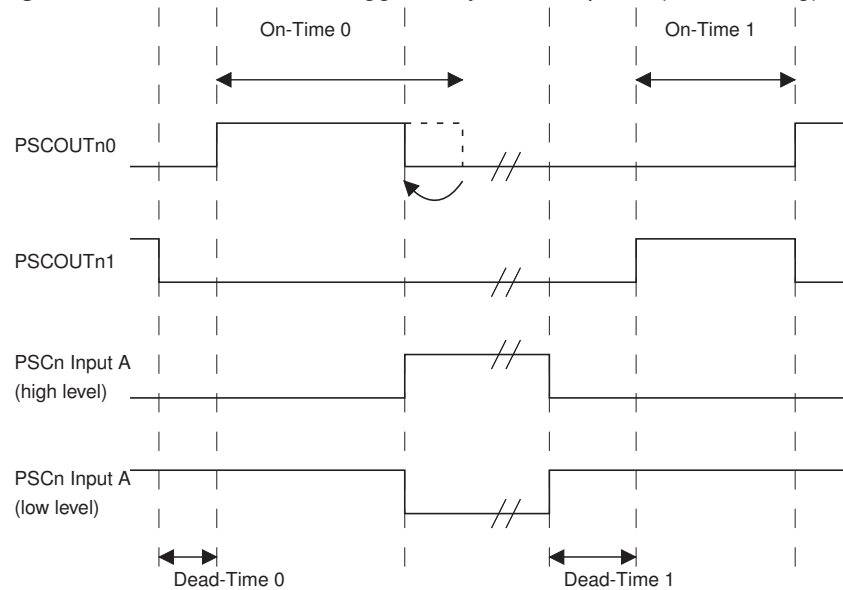 On-Time 0
On-Time 1
PSCOUTn0
PSCOUTn1
PSCn Input A
(high level)
PSCn Input A
(low level)
Dead-Time 0
Dead-Time 1